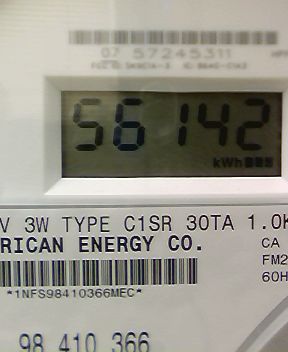 07 57245311
56142
kWh
V 3W TYPE C1SR 30TA 1.0K
RICAN ENERGY CO.
CA
FM2
60H
*1NFS98410366MEC*
98 410 366